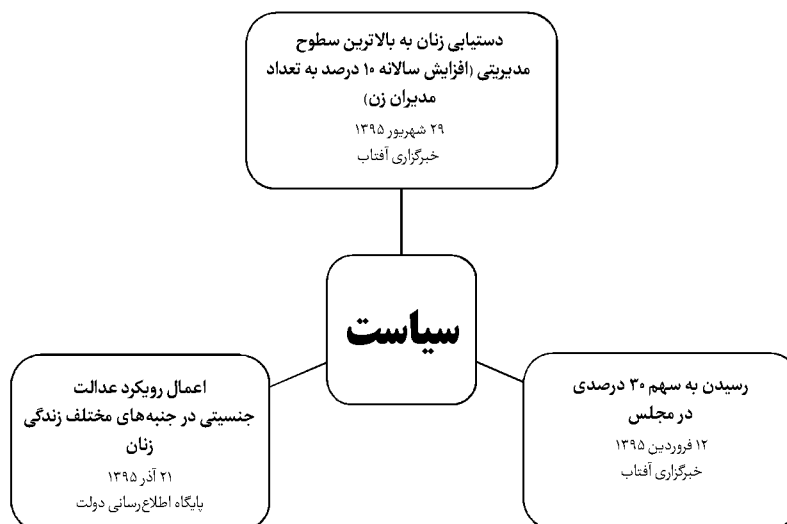 دستیابی زنان به بالاترین سطوح
مدیریتی (افزایش سالانه ۱۰ درصد به تعداد
مدیران زن)
۲۹ شهریور ۱۳۹۵
خبرگزاری آفتاب
سیاست
رسیدن به سهم ۳۰ درصدی
در مجلس
۱۲ فروردین ۱۳۹۵
خبرگزاری آفتاب
اعمال رویکرد عدالت
جنسیتی در جنبه‌های مختلف زندگی
زنان
۲۱ آذر ۱۳۹۵
پایگاه اطلاع‌رسانی دولت